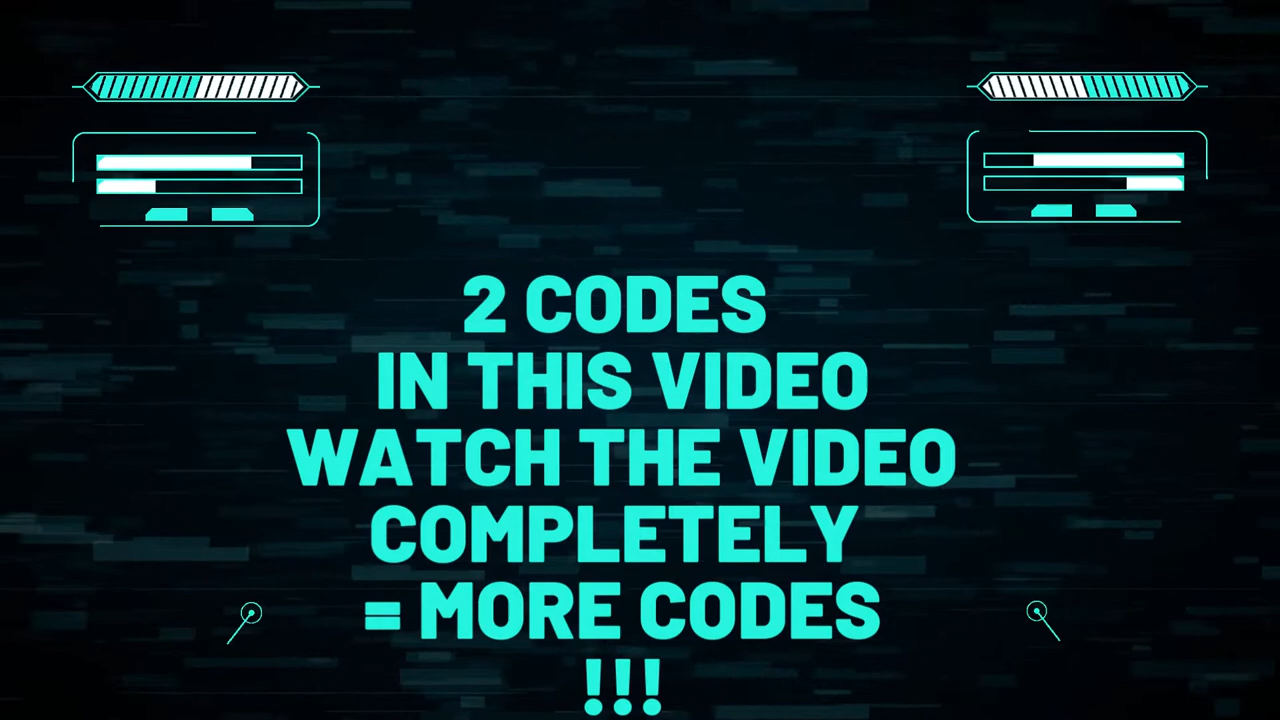 2 CODES
IN THIS VIDEO
WATCH THE VIDEO
COMPLETELY
= MORE CODES
!!!